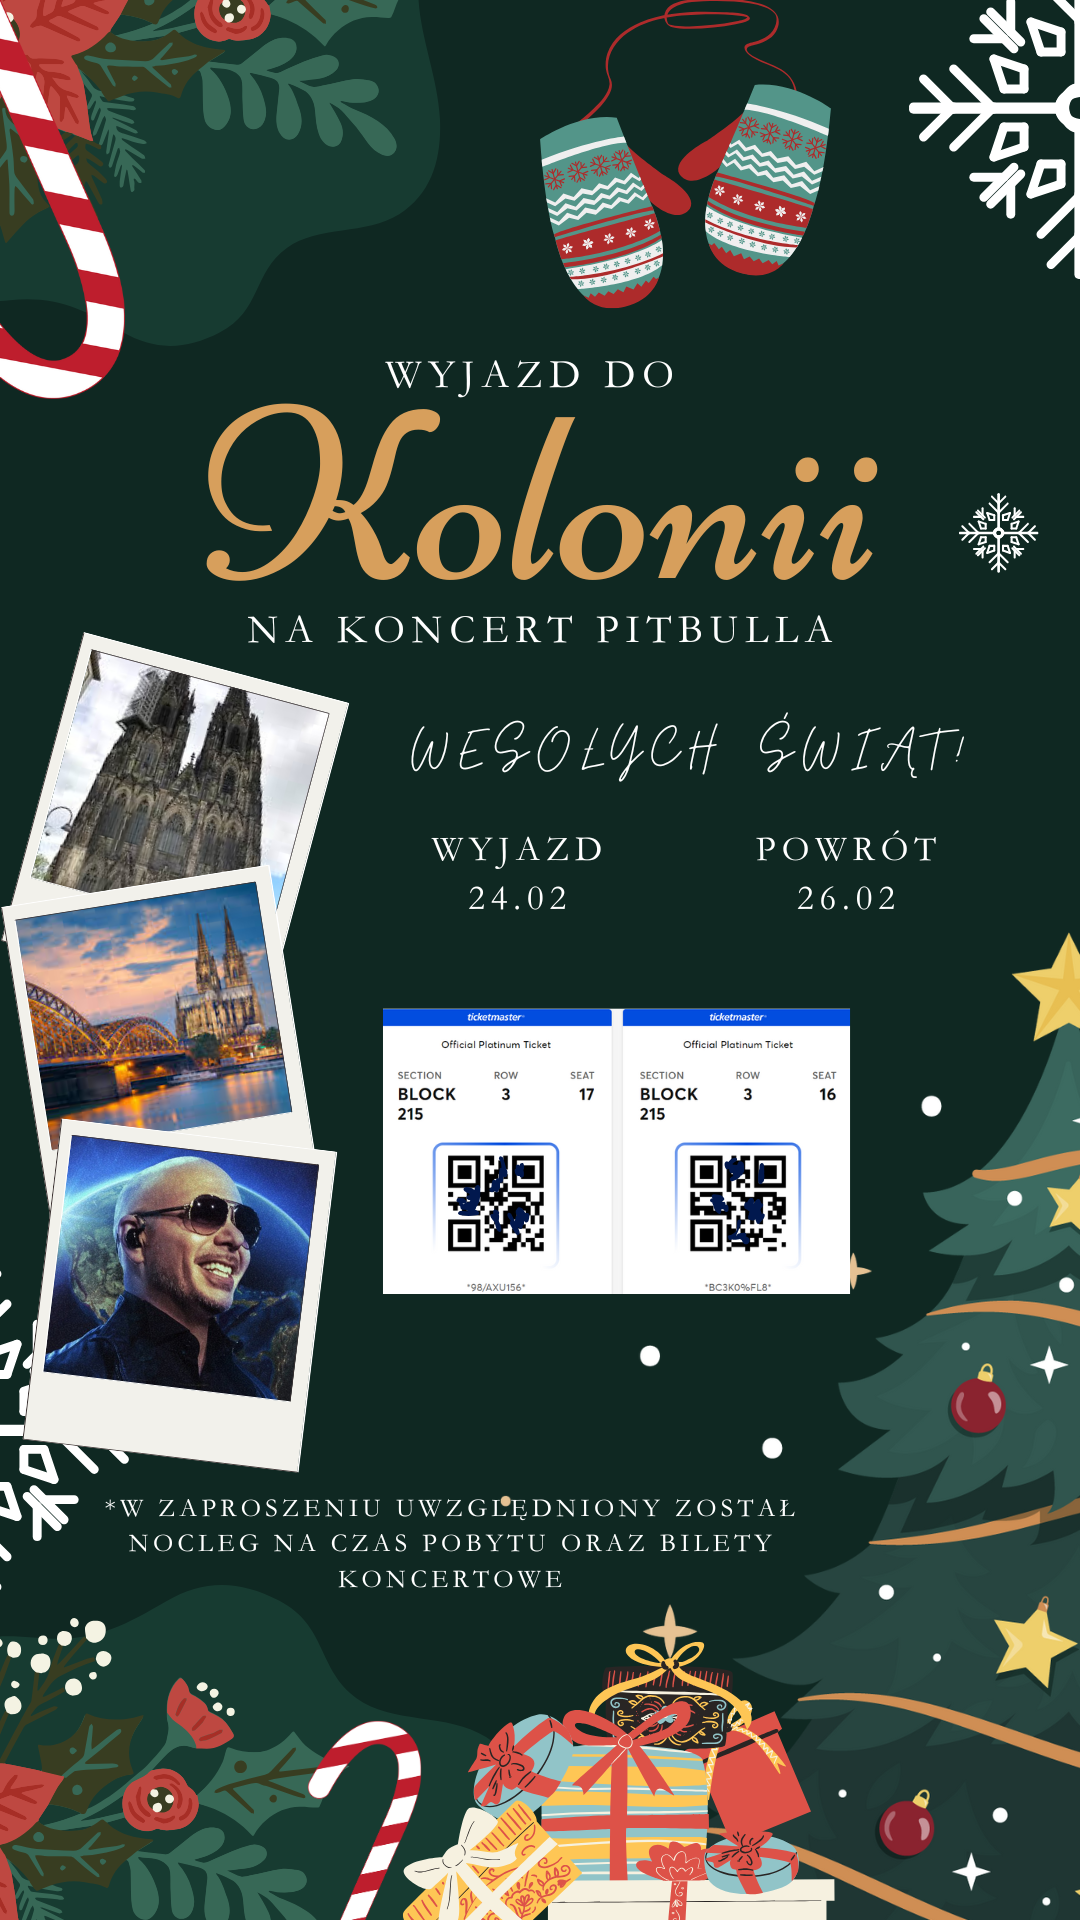 WYJAZD DO
Kolonii
NA KONCERT PITBULLA
WESOŁYCH ŚWIĄT!
WYJAZD
24.02
POWRÓT
26.02
ticketmaster
Official Platinum Ticket
SECTION ROW SEAT
BLOCK 215 3 17
*98/AXU156*
ticketmaster
Official Platinum Ticket
SECTION ROW SEAT
BLOCK 215 3 16
*BC3K0%FL8*
*W ZAPROSZENIU UWZGLĘDNIONY ZOSTAŁ
NOCLEG NA CZAS POBYTU ORAZ BILETY
KONCERTOWE